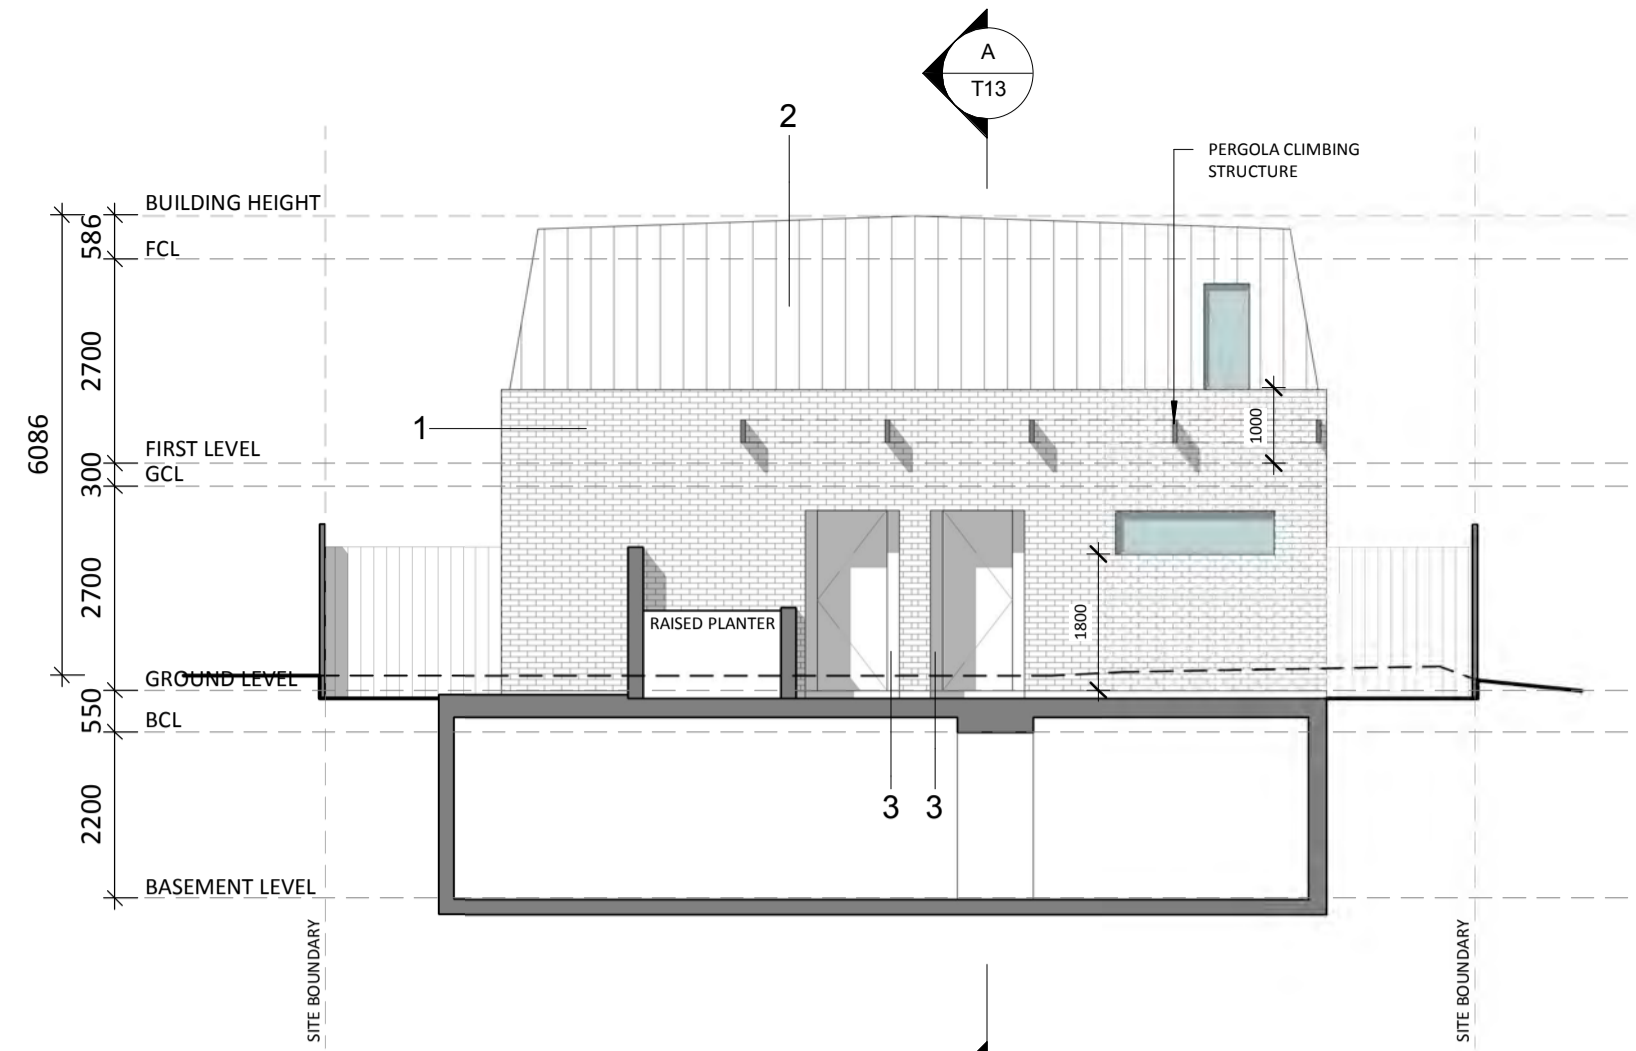 A
T13
2
PERGOLA CLIMBING
STRUCTURE
BUILDING HEIGHT
586
FCL
2700
6086
1
1000
FIRST LEVEL
300
GCL
2700
RAISED PLANTER
1800
GROUND LEVEL
550
BCL
2200
3 3
BASEMENT LEVEL
SITE BOUNDARY
SITE BOUNDARY